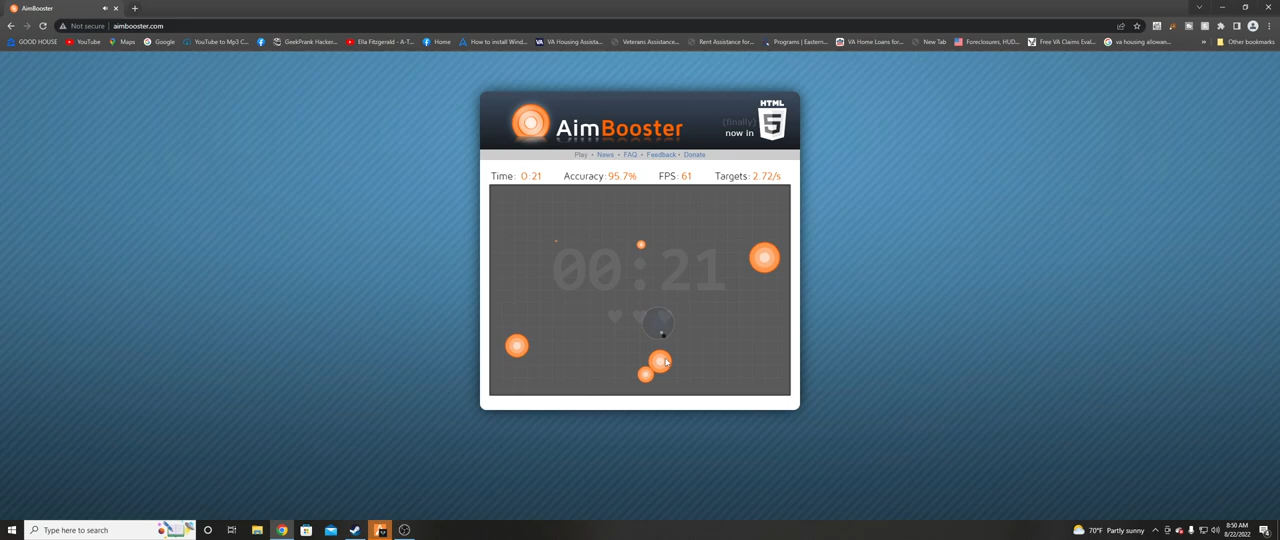 AimBooster
Not secure aimbooster.com
GOOD HOUSE YouTube Maps Google YouTube to Mp3 C... GeekPrank Hacker... Ella Fitzgerald - A-T... Home How to install Wind... VA Housing Assista... Veterans Assistance... Rent Assistance for... Programs | Eastern... VA Home Loans for... New Tab Foreclosures, HUD... Free VA Claims Eval... va housing allowan... » Other bookmarks
AimBooster
HTML
5
(finally)
now in
Play • News • FAQ • Feedback • Donate
Time: 0:21 Accuracy: 95.7% FPS: 61 Targets: 2.72/s
00:21
Type here to search
70°F Partly sunny
8:50 AM
8/22/2022
4